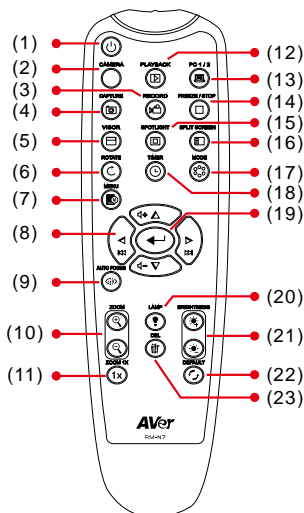 (1)
(2)
(3)
(4)
(5)
(6)
(7)
(8)
(9)
(10)
(11)
CAMERA
PLAYBACK
PC 1 / 2
CAPTURE
RECORD
FREEZE / STOP
VISOR
SPOTLIGHT
SPLIT SCREEN
ROTATE
TIMER
MODE
MENU
AUTO FOCUS
ZOOM
LAMP
BRIGHTNESS
ZOOM 1X
DEL
DEFAULT
1x
AVer
RM-N7
(12)
(13)
(14)
(15)
(16)
(17)
(18)
(19)
(20)
(21)
(22)
(23)